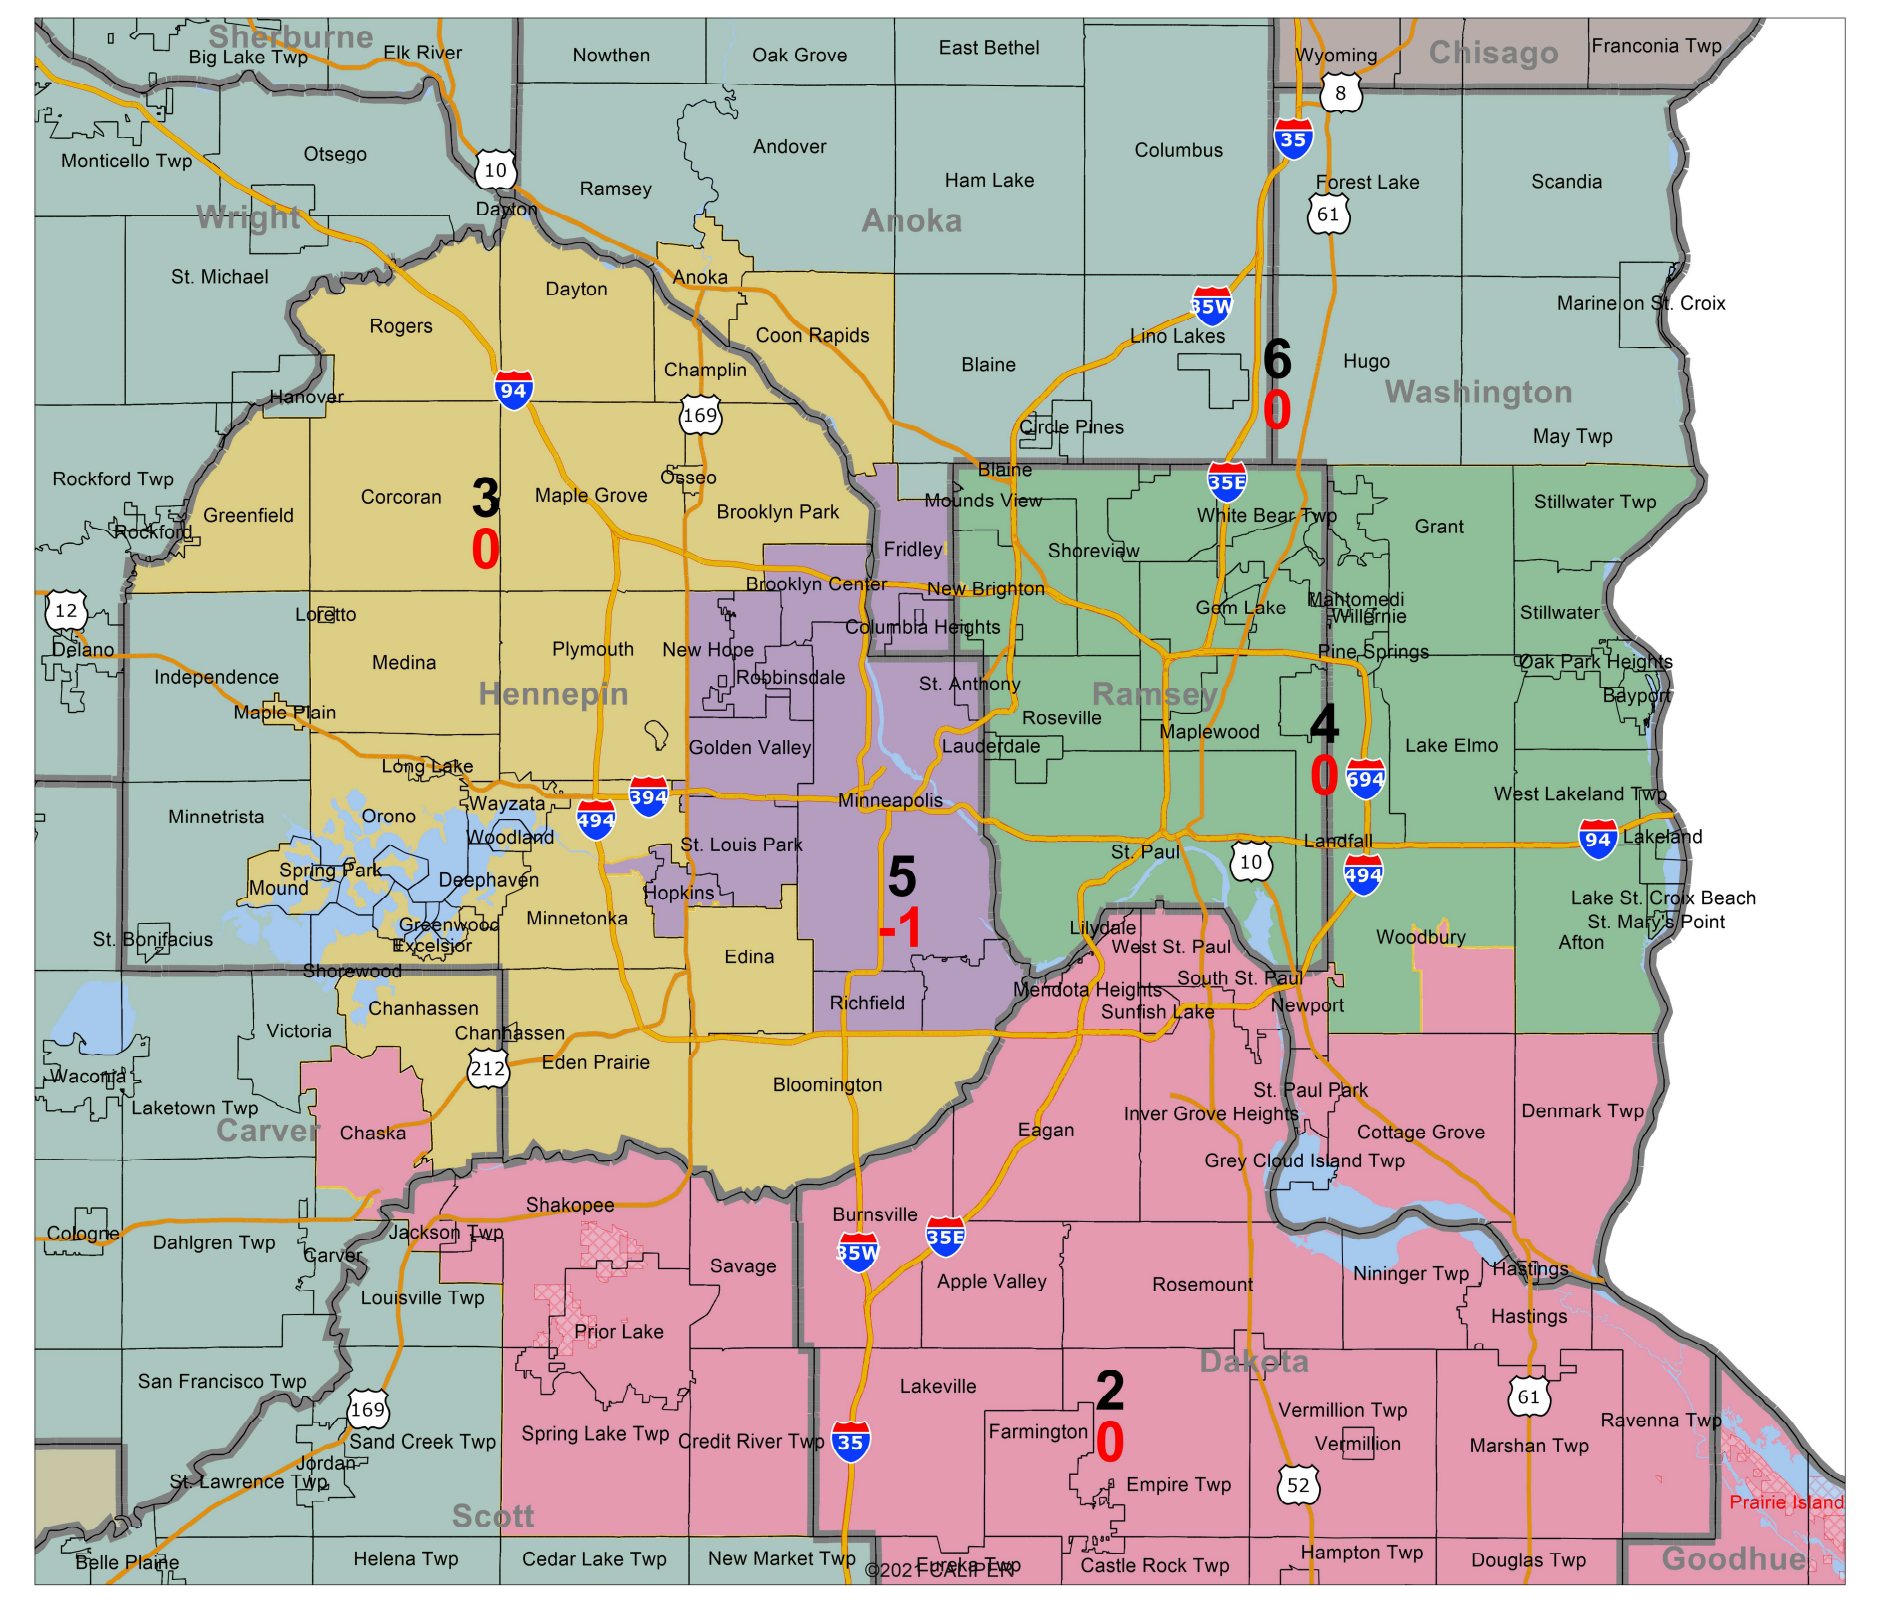 Sherburne
Big Lake Twp
Elk River
Nowthen
Oak Grove
East Bethel
Wyoming
Chisago
Franconia Twp
8
35
Monticello Twp
Otsego
10
Ramsey
Andover
Ham Lake
Columbus
Forest Lake
Scandia
61
Wright
Dayton
Anoka
St. Michael
Dayton
Anoka
35W
Marine on St. Croix
Rogers
Coon Rapids
Lino Lakes
Blaine
6
0
Hugo
Champlin
94
Hanover
169
Washington
Circle Pines
May Twp
Rockford Twp
Corcoran
3
0
Maple Grove
Osseo
Blaine
35E
Greenfield
Brooklyn Park
Mounds View
White Bear Twp
Grant
Stillwater Twp
Rockford
Fridley
Shoreview
Brooklyn Center
New Brighton
12
Loretto
Columbia Heights
Gem Lake
Mahtomedi
Willernie
Stillwater
Delano
Independence
Medina
Plymouth
New Hope
Robbinsdale
St. Anthony
Pine Springs
Oak Park Heights
Bayport
Hennepin
Ramsey
Maple Plain
Roseville
Maplewood
4
0
Golden Valley
Lauderdale
Lake Elmo
Long Lake
694
394
Minnetrista
Orono
Wayzata
494
Minneapolis
West Lakeland Twp
Woodland
St. Louis Park
St. Paul
Landfall
94
Lakeland
10
494
Spring Park
Mound
Deephaven
Hopkins
5
-1
Minnetonka
Greenwood
Excelsior
Lake St. Croix Beach
St. Mary's Point
St. Bonifacius
Edina
Lilydale
West St. Paul
Woodbury
Afton
Shorewood
South St. Paul
Mendota Heights
Sunfish Lake
Newport
Chanhassen
Richfield
Victoria
Chanhassen
212
Eden Prairie
Waconia
Bloomington
St. Paul Park
Laketown Twp
Carver
Chaska
Eagan
Inver Grove Heights
Cottage Grove
Denmark Twp
Grey Cloud Island Twp
Shakopee
Burnsville
Cologne
Dahlgren Twp
Carver
Jackson Twp
35W
35E
Savage
Apple Valley
Rosemount
Nininger Twp
Hastings
Louisville Twp
Hastings
Prior Lake
Dakota
San Francisco Twp
Lakeville
2
0
61
169
Vermillion Twp
Ravenna Twp
Sand Creek Twp
Spring Lake Twp
Credit River Twp
35
Farmington
Vermillion
Marshan Twp
Jordan
St. Lawrence Twp
Empire Twp
52
Prairie Island
Scott
Belle Plaine
Helena Twp
Cedar Lake Twp
New Market Twp
Eureka Twp
©2021 CALIPER
Castle Rock Twp
Hampton Twp
Douglas Twp
Goodhue